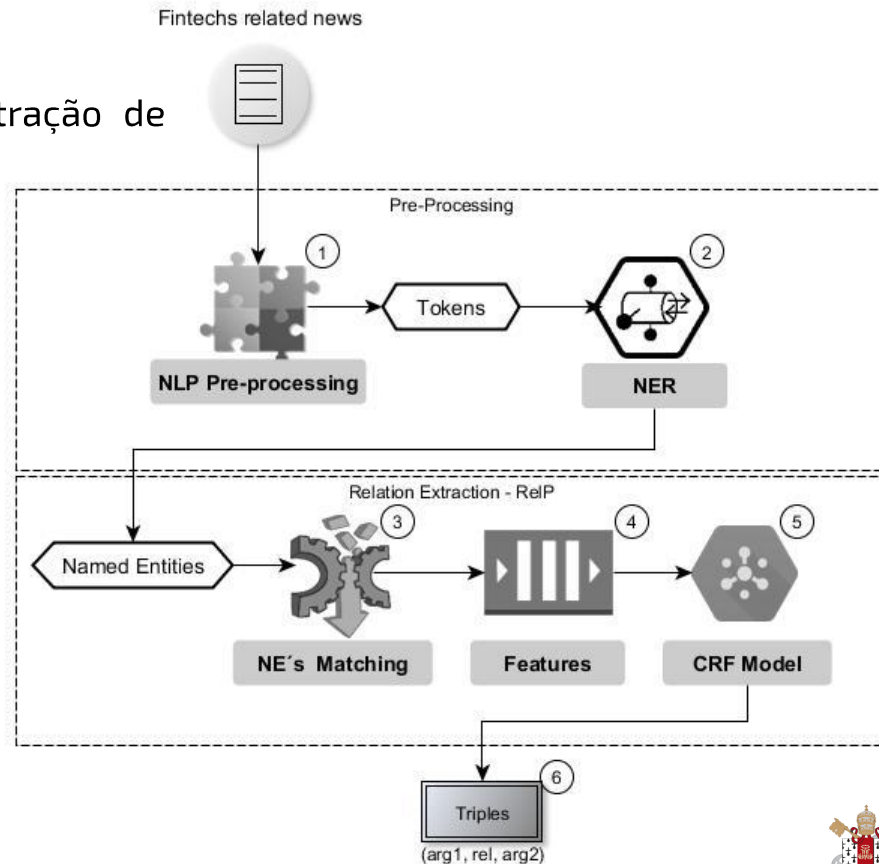 Fintechs related news
tração de
Pre-Processing
1
2
Tokens
NLP Pre-processing
NER
Relation Extraction - RelP
3
4
5
Named Entities
NE´s Matching
Features
CRF Model
6
Triples
(arg1, rel, arg2)